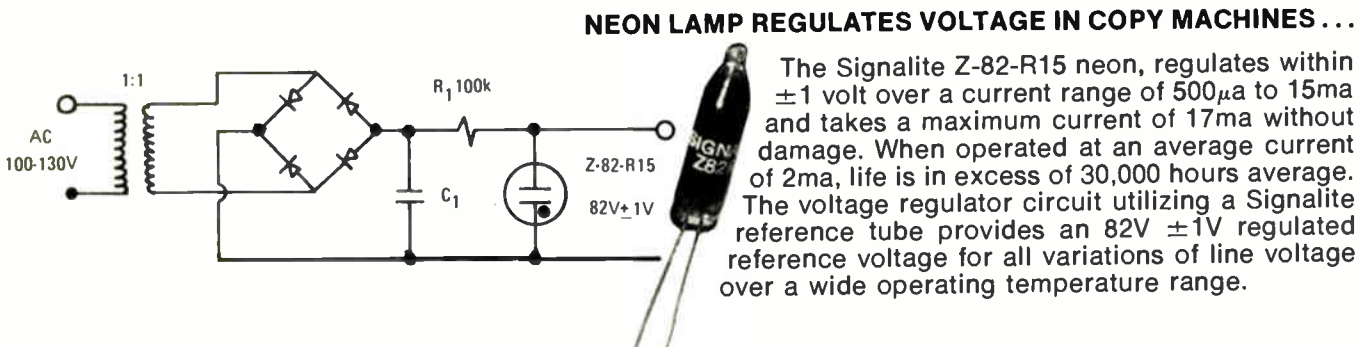 NEON LAMP REGULATES VOLTAGE IN COPY MACHINES...
1:1
AC
100-130V
R1 100k
C1
Z-82-R15
82V±1V
SIGN
Z82
The Signalite Z-82-R15 neon, regulates within
±1 volt over a current range of 500µa to 15ma
and takes a maximum current of 17ma without
damage. When operated at an average current
of 2ma, life is in excess of 30,000 hours average.
The voltage regulator circuit utilizing a Signalite
reference tube provides an 82V ±1V regulated
reference voltage for all variations of line voltage
over a wide operating temperature range.